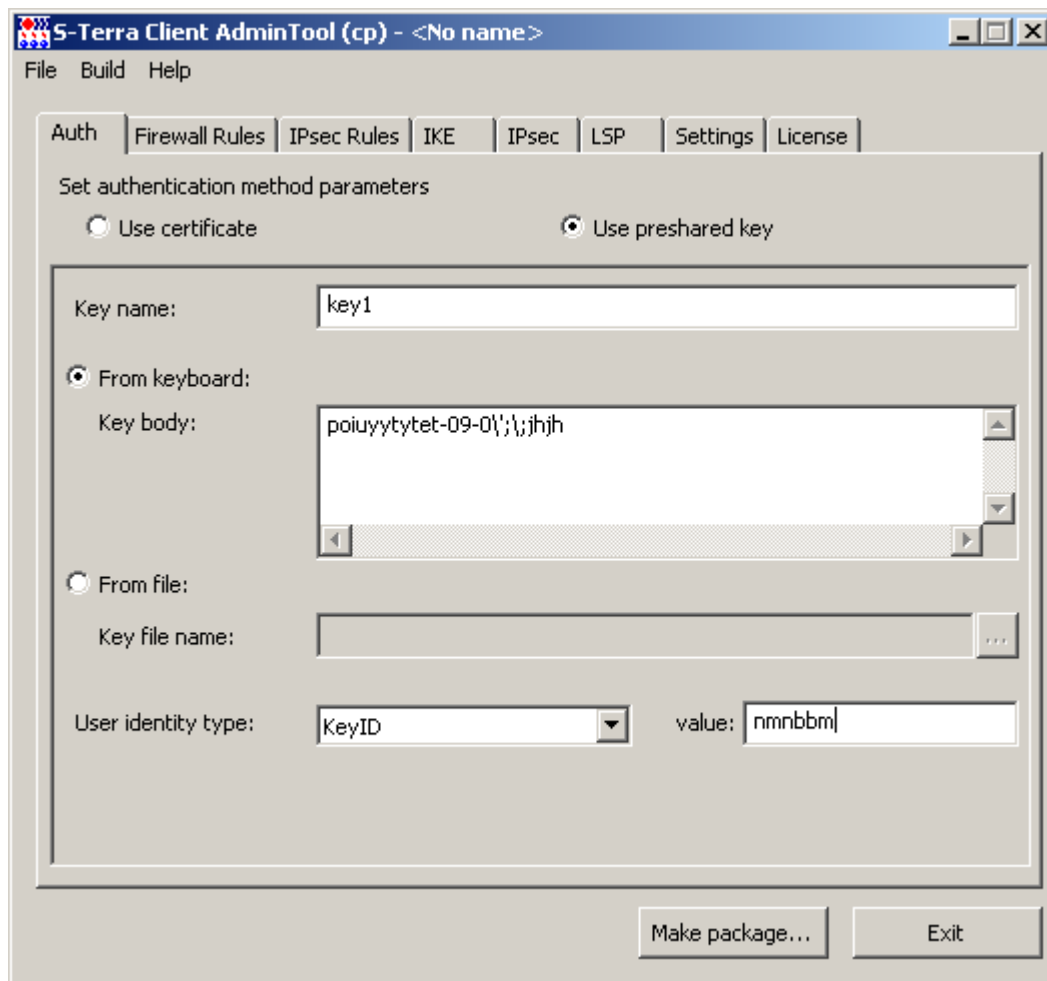 S-Terra Client AdminTool (cp) - <No name>
File Build Help
Auth Firewall Rules IPsec Rules IKE IPsec LSP Settings License
Set authentication method parameters
Use certificate Use preshared key
Key name: key1
From keyboard:
Key body: poiuyytytet-09-0\';\;jhjh
From file:
Key file name: ...
User identity type: KeyID value: nmnbbm
Make package... Exit